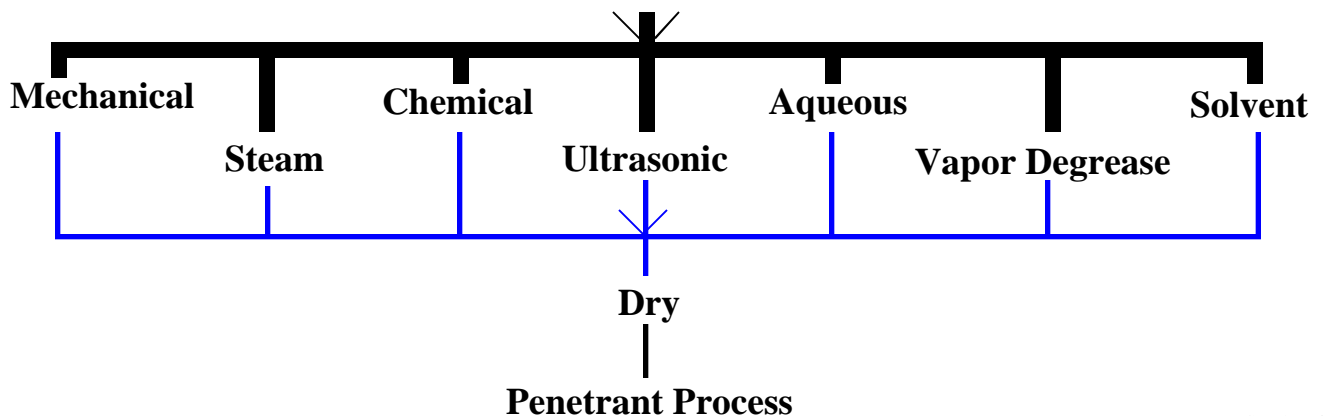 Mechanical
Chemical
Aqueous
Solvent
Steam
Ultrasonic
Vapor Degrease
Dry
Penetrant Process